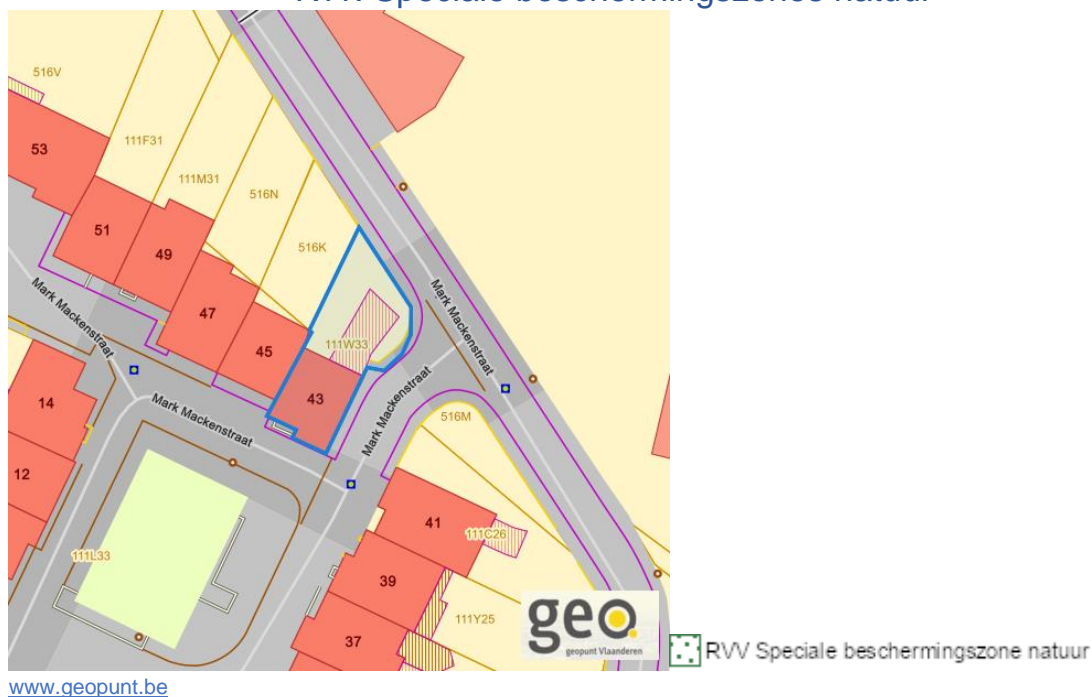 RVV Speciale beschermingszones natuur
516V
53
111F31
111M31
516N
51
49
516K
Mark Mackenstraat
47
111W33
Mark Mackenstraat
45
43
Mark Mackenstraat
14
Mark Mackenstraat
516M
12
41
111C26
111L33
39
111Y25
37
geo
geopunt Vlaanderen
RVV Speciale beschermingszone natuur
www.geopunt.be